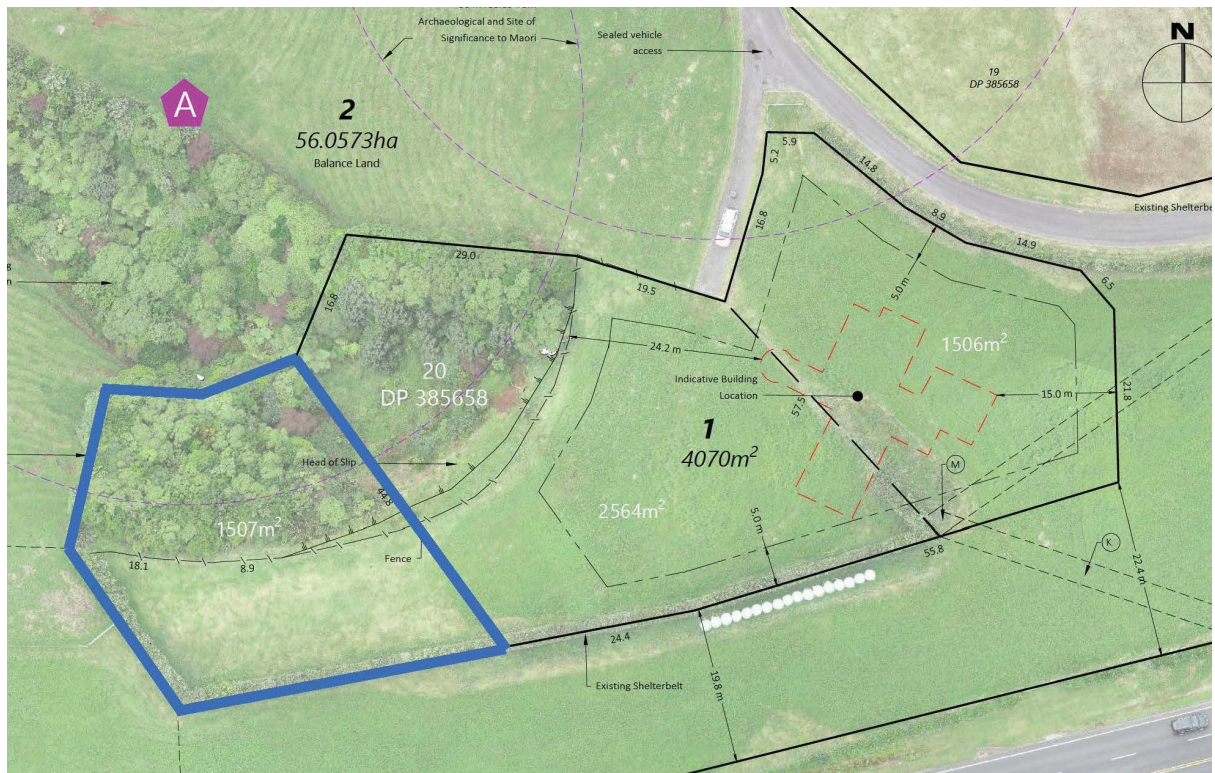 Archaeological and Site of
Significance to Maori
Sealed vehicle
access
N
19
DP 385658
A
2
56.0573ha
Balance Land
5.9
5.2
14.8
16.8
8.9
14.9
Existing Shelterbe
29.0
19.5
5.0 m
6.5
16.8
24.2 m
1506m²
20
DP 385658
Indicative Building
Location
15.0 m
21.8
57.5
1
4070m²
Head of Slip
M
44.8
2564m²
1507m²
5.0 m
Fence
18.1
8.9
55.8
K
22.4 m
24.4
Existing Shelterbelt
19.8 m